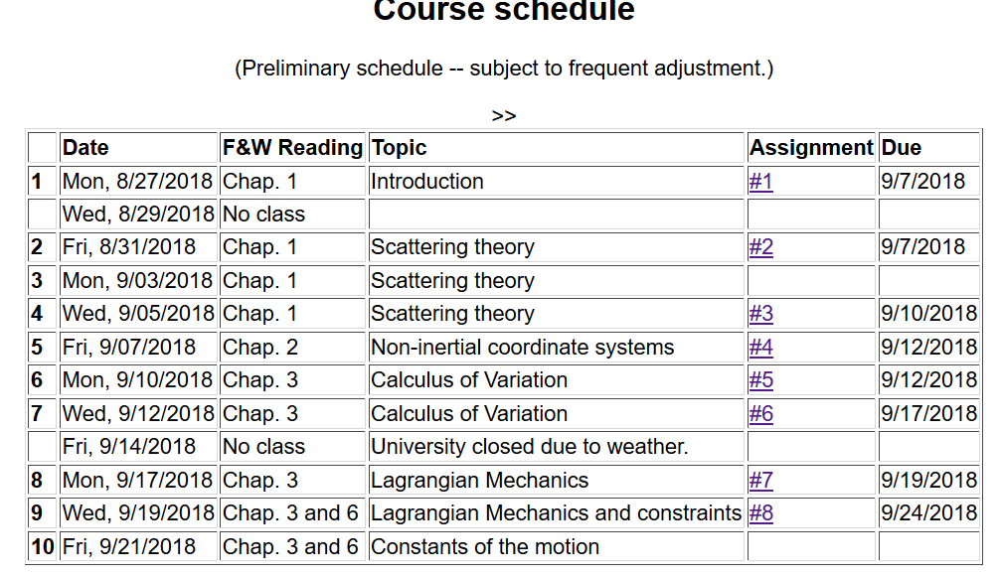 Course schedule
(Preliminary schedule -- subject to frequent adjustment.)
>>
Date F&W Reading Topic Assignment Due
1 Mon, 8/27/2018 Chap. 1 Introduction #1 9/7/2018
Wed, 8/29/2018 No class
2 Fri, 8/31/2018 Chap. 1 Scattering theory #2 9/7/2018
3 Mon, 9/03/2018 Chap. 1 Scattering theory
4 Wed, 9/05/2018 Chap. 1 Scattering theory #3 9/10/2018
5 Fri, 9/07/2018 Chap. 2 Non-inertial coordinate systems #4 9/12/2018
6 Mon, 9/10/2018 Chap. 3 Calculus of Variation #5 9/12/2018
7 Wed, 9/12/2018 Chap. 3 Calculus of Variation #6 9/17/2018
Fri, 9/14/2018 No class University closed due to weather.
8 Mon, 9/17/2018 Chap. 3 Lagrangian Mechanics #7 9/19/2018
9 Wed, 9/19/2018 Chap. 3 and 6 Lagrangian Mechanics and constraints #8 9/24/2018
10 Fri, 9/21/2018 Chap. 3 and 6 Constants of the motion